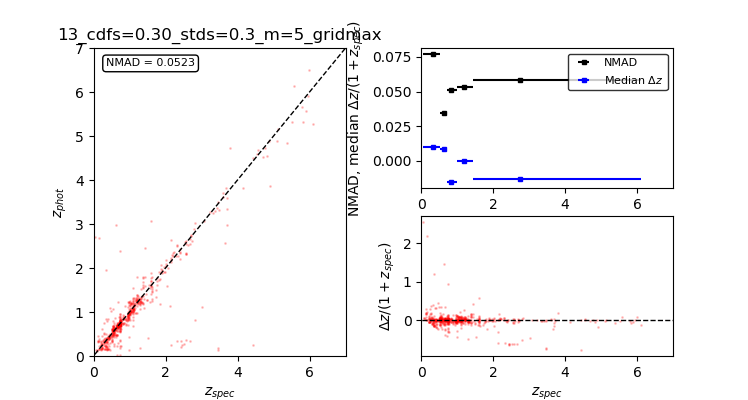 13_cdfs=0.30_stds=0.3_m=5_gridmax
NMAD = 0.0523
7
6
5
4
3
2
1
0
z_phot
0 2 4 6
z_spec
NMAD, median Δz/(1 + z_spec)
0.075
0.050
0.025
0.000
NMAD
Median Δz
0 2 4 6
Δz/(1 + z_spec)
2
1
0
0 2 4 6
z_spec